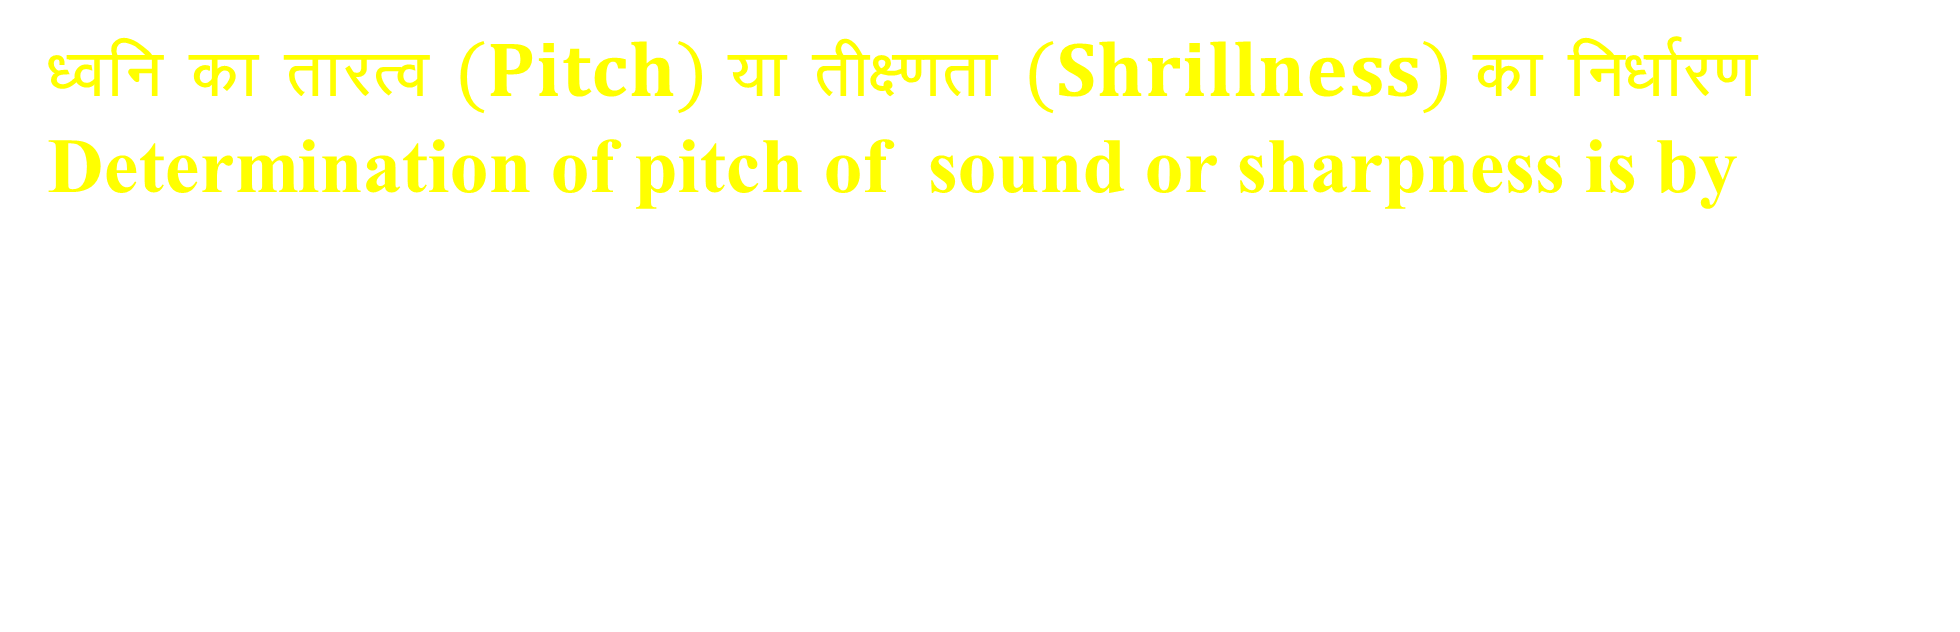 ध्वनि का तारत्व (Pitch) या तीक्ष्णता (Shrillness) का निर्धारण
Determination of pitch of  sound or sharpness is by